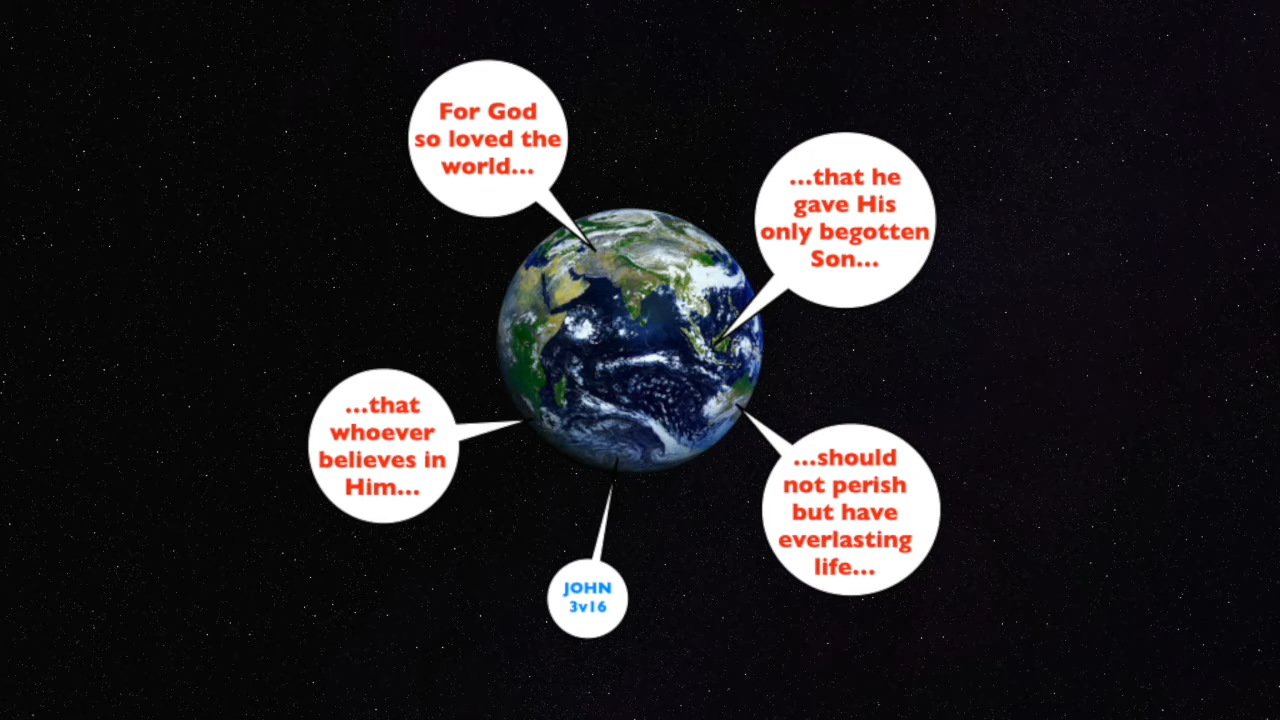 For God
so loved the
world...
...that he
gave His
only begotten
Son...
...that
whoever
believes in
Him...
...should
not perish
but have
everlasting
life...
JOHN
3v16